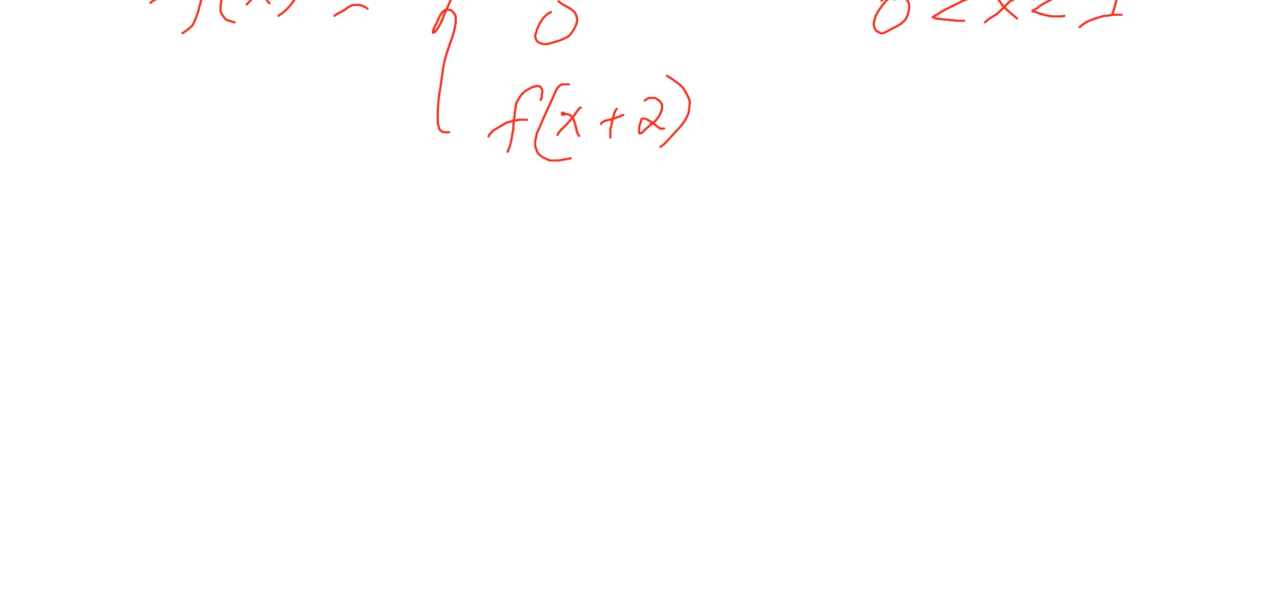 f(x) = { 0 0 < x < 1
f(x+2)